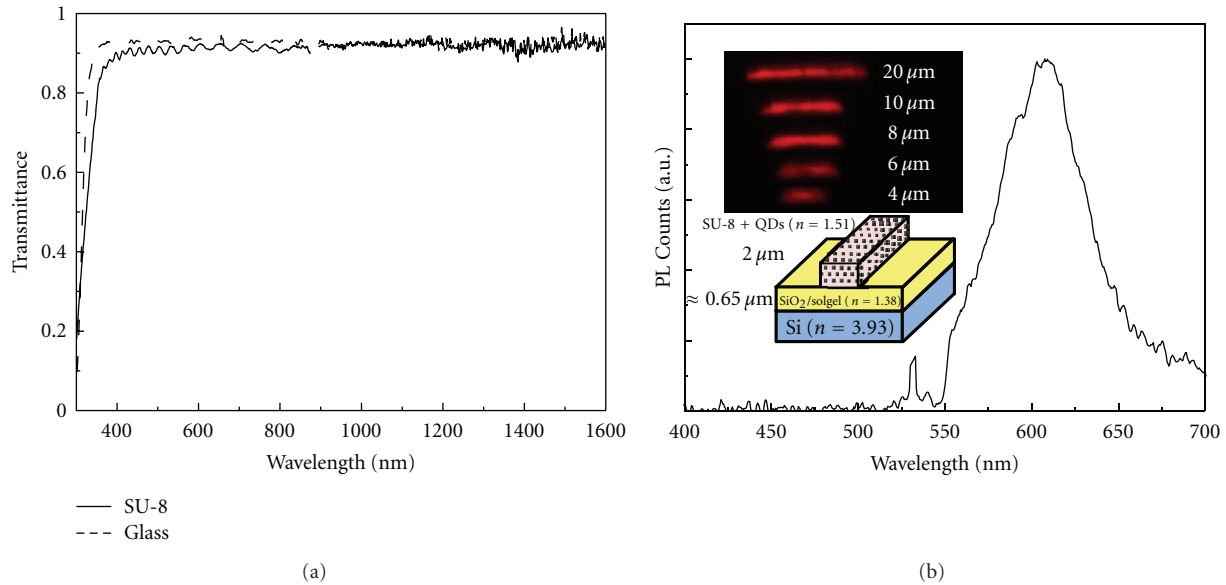 1
0.8
0.6
0.4
0.2
0
Transmittance
400 600 800 1000 1200 1400 1600
Wavelength (nm)
SU-8
Glass
(a)
PL Counts (a.u.)
20 μm
10 μm
8 μm
6 μm
4 μm
SU-8 + QDs (n = 1.51)
2 μm
≈ 0.65 μm
SiO2/solgel (n = 1.38)
Si (n = 3.93)
400 450 500 550 600 650 700
Wavelength (nm)
(b)